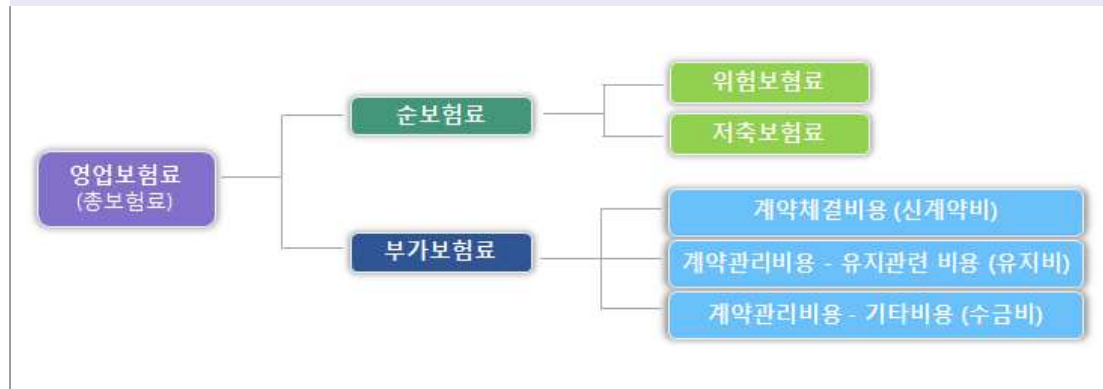 영업보험료
(총보험료)
순보험료
위험보험료
저축보험료
부가보험료
계약체결비용 (신계약비)
계약관리비용 - 유지관련 비용 (유지비)
계약관리비용 - 기타비용 (수금비)